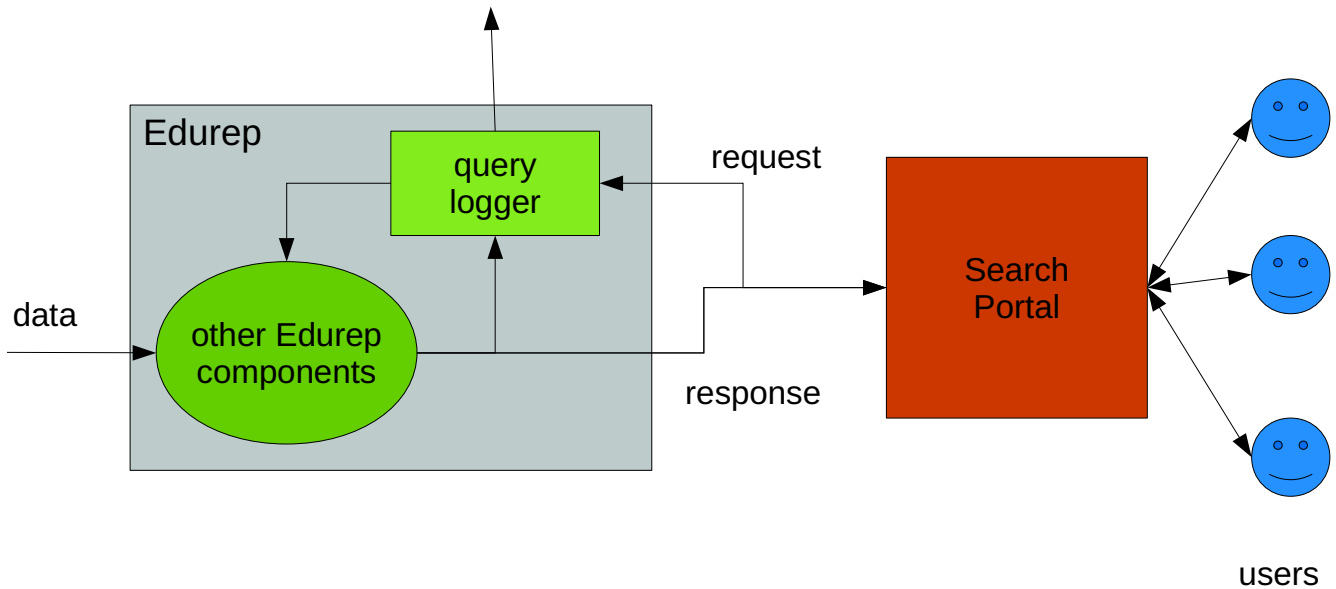 Edurep
query
logger
request
Search
Portal
data
other Edurep
components
response
users